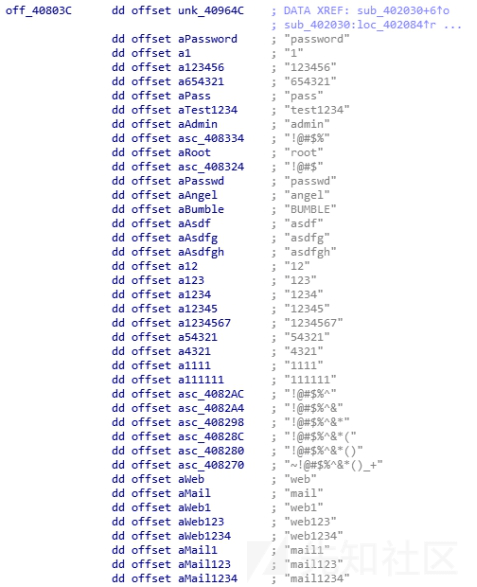 off_40803C dd offset unk_40964C ; DATA XREF: sub_402030+6↑o
; sub_402030:loc_402084↑r ...
dd offset aPassword ; "password"
dd offset a1 ; "1"
dd offset a123456 ; "123456"
dd offset a654321 ; "654321"
dd offset aPass ; "pass"
dd offset aTest1234 ; "test1234"
dd offset aAdmin ; "admin"
dd offset asc_408334 ; "!@#$%"
dd offset aRoot ; "root"
dd offset asc_408324 ; "!@#$"
dd offset aPasswd ; "passwd"
dd offset aAngel ; "angel"
dd offset aBumble ; "BUMBLE"
dd offset aAsdf ; "asdf"
dd offset aAsdfg ; "asdfg"
dd offset aAsdfgh ; "asdfgh"
dd offset a12 ; "12"
dd offset a123 ; "123"
dd offset a1234 ; "1234"
dd offset a12345 ; "12345"
dd offset a1234567 ; "1234567"
dd offset a54321 ; "54321"
dd offset a4321 ; "4321"
dd offset a1111 ; "1111"
dd offset a111111 ; "111111"
dd offset asc_4082AC ; "!@#$%^"
dd offset asc_4082A4 ; "!@#$%^&"
dd offset asc_408298 ; "!@#$%^&*"
dd offset asc_40828C ; "!@#$%^&*("
dd offset asc_408280 ; "!@#$%^&*()"
dd offset asc_408270 ; "~!@#$%^&*()_+"
dd offset aWeb ; "web"
dd offset aMail ; "mail"
dd offset aWeb1 ; "web1"
dd offset aWeb123 ; "web123"
dd offset aWeb1234 ; "web1234"
dd offset aMail1 ; "mail1"
dd offset aMail123 ; "mail123"
dd offset aMail1234 ; "mail1234"
知社区